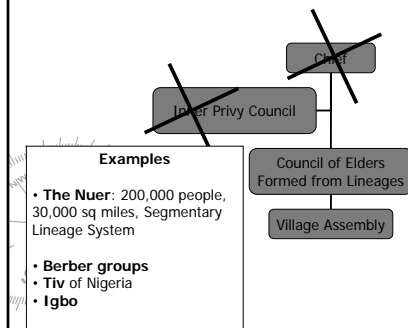 Chief
Inner Privy Council
Council of Elders
Formed from Lineages
Village Assembly
Examples
• The Nuer: 200,000 people,
30,000 sq miles, Segmentary
Lineage System
• Berber groups
• Tiv of Nigeria
• Igbo